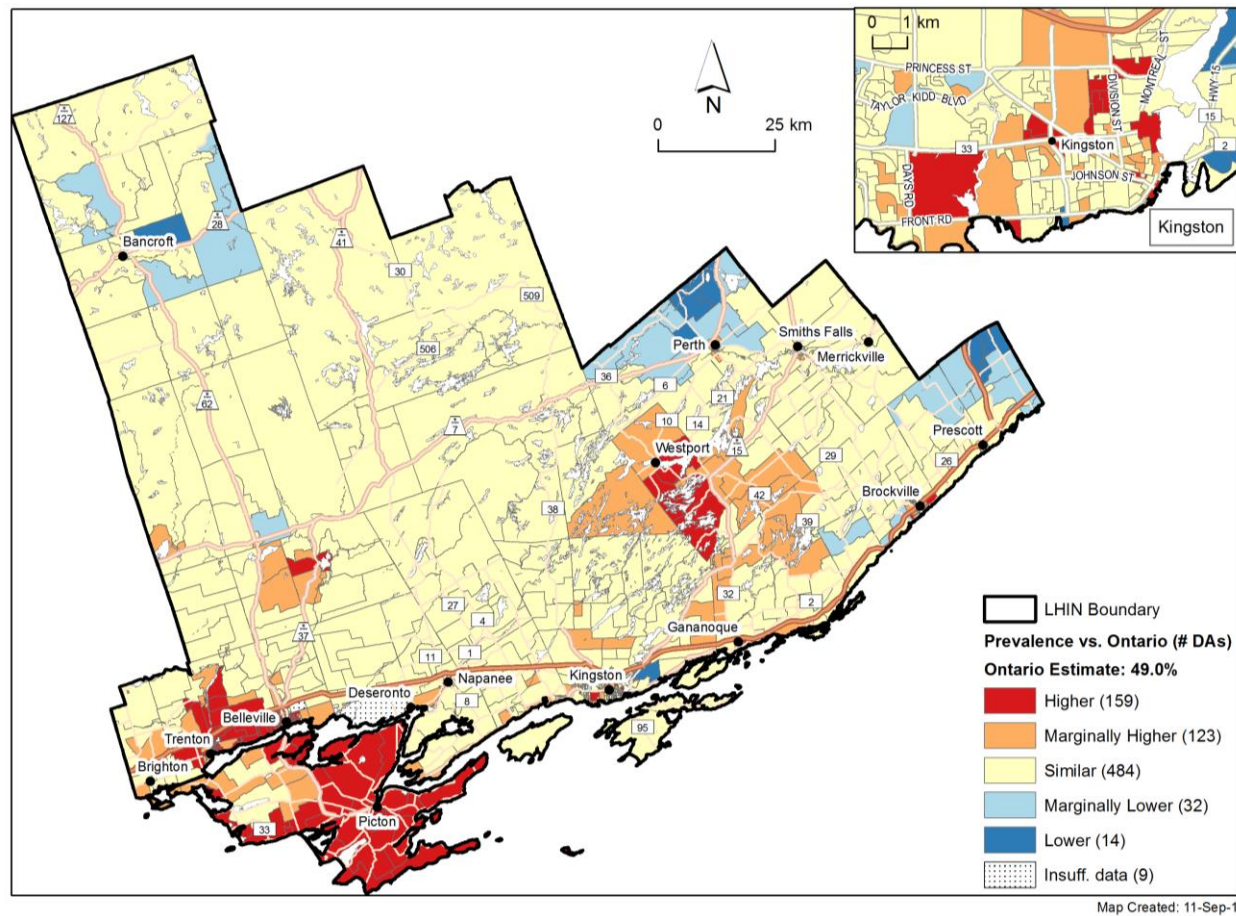 0 1 km
PRINCESS ST
TAYLOR-KIDD-BLVD
DIVISION ST
MONTREAL ST
HWY 15
15
2
33
Kingston
JOHNSON ST
DAYS RD
FRONT RD
Kingston
N
0 25 km
127
28
Bancroft
41
30
509
506
62
7
36
Perth
Smiths Falls
Merrickville
6
21
10
14
Westport
15
29
Prescott
26
Brockville
42
39
38
37
27
4
32
2
Gananoque
11
1
Napanee
Kingston
Deseronto
8
95
Belleville
Trenton
Brighton
33
Picton
LHIN Boundary
Prevalence vs. Ontario (# DAs)
Ontario Estimate: 49.0%
Higher (159)
Marginally Higher (123)
Similar (484)
Marginally Lower (32)
Lower (14)
Insuff. data (9)
Map Created: 11-Sep-1